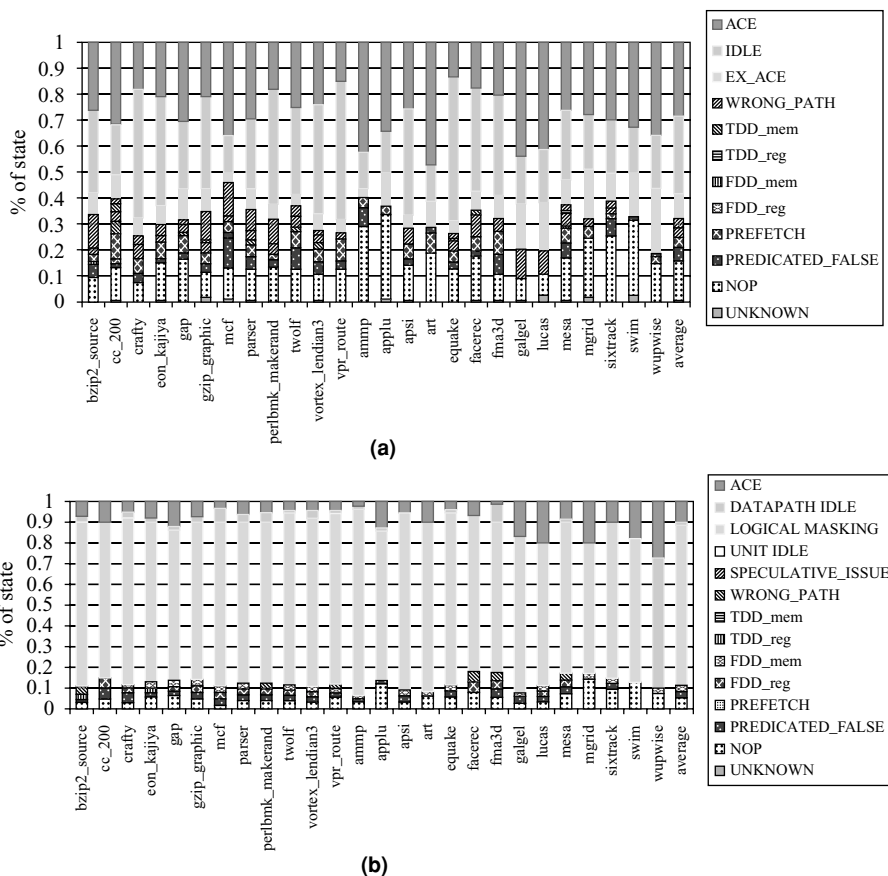 1
0.9
0.8
0.7
0.6
0.5
0.4
0.3
0.2
0.1
0
% of state
bzip2_source
cc_200
crafty
eon_kajiya
gap
gzip_graphic
mcf
parser
perlbmk_makerand
twolf
vortex_lendian3
vpr_route
ammp
applu
apsi
art
equake
facerec
fma3d
galgel
lucas
mesa
mgrid
sixtrack
swim
wupwise
average
ACE
IDLE
EX_ACE
WRONG_PATH
TDD_mem
TDD_reg
FDD_mem
FDD_reg
PREFETCH
PREDICATED_FALSE
NOP
UNKNOWN
(a)
1
0.9
0.8
0.7
0.6
0.5
0.4
0.3
0.2
0.1
0
% of state
bzip2_source
cc_200
crafty
eon_kajiya
gap
gzip_graphic
mcf
parser
perlbmk_makerand
twolf
vortex_lendian3
vpr_route
ammp
applu
apsi
art
equake
facerec
fma3d
galgel
lucas
mesa
mgrid
sixtrack
swim
wupwise
average
ACE
DATAPATH IDLE
LOGICAL MASKING
UNIT IDLE
SPECULATIVE_ISSUE
WRONG_PATH
TDD_mem
TDD_reg
FDD_mem
FDD_reg
PREFETCH
PREDICATED_FALSE
NOP
UNKNOWN
(b)